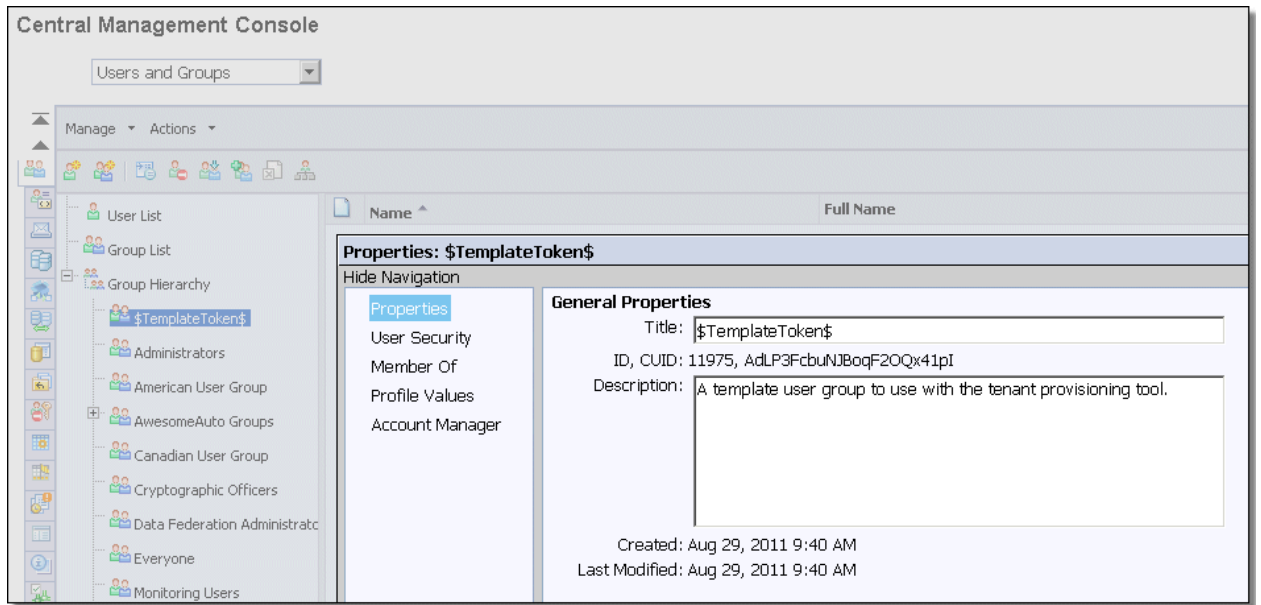 Central Management Console
Users and Groups
Manage Actions
User List
Group List
Group Hierarchy
$TemplateToken$
Administrators
American User Group
AwesomeAuto Groups
Canadian User Group
Cryptographic Officers
Data Federation Administratc
Everyone
Monitoring Users
Name Full Name
Properties: $TemplateToken$
Hide Navigation
Properties
User Security
Member Of
Profile Values
Account Manager
General Properties
Title: $TemplateToken$
ID, CUID: 11975, AdLP3FcbuNJBoqF2OQx41pI
Description: A template user group to use with the tenant provisioning tool.
Created: Aug 29, 2011 9:40 AM
Last Modified: Aug 29, 2011 9:40 AM